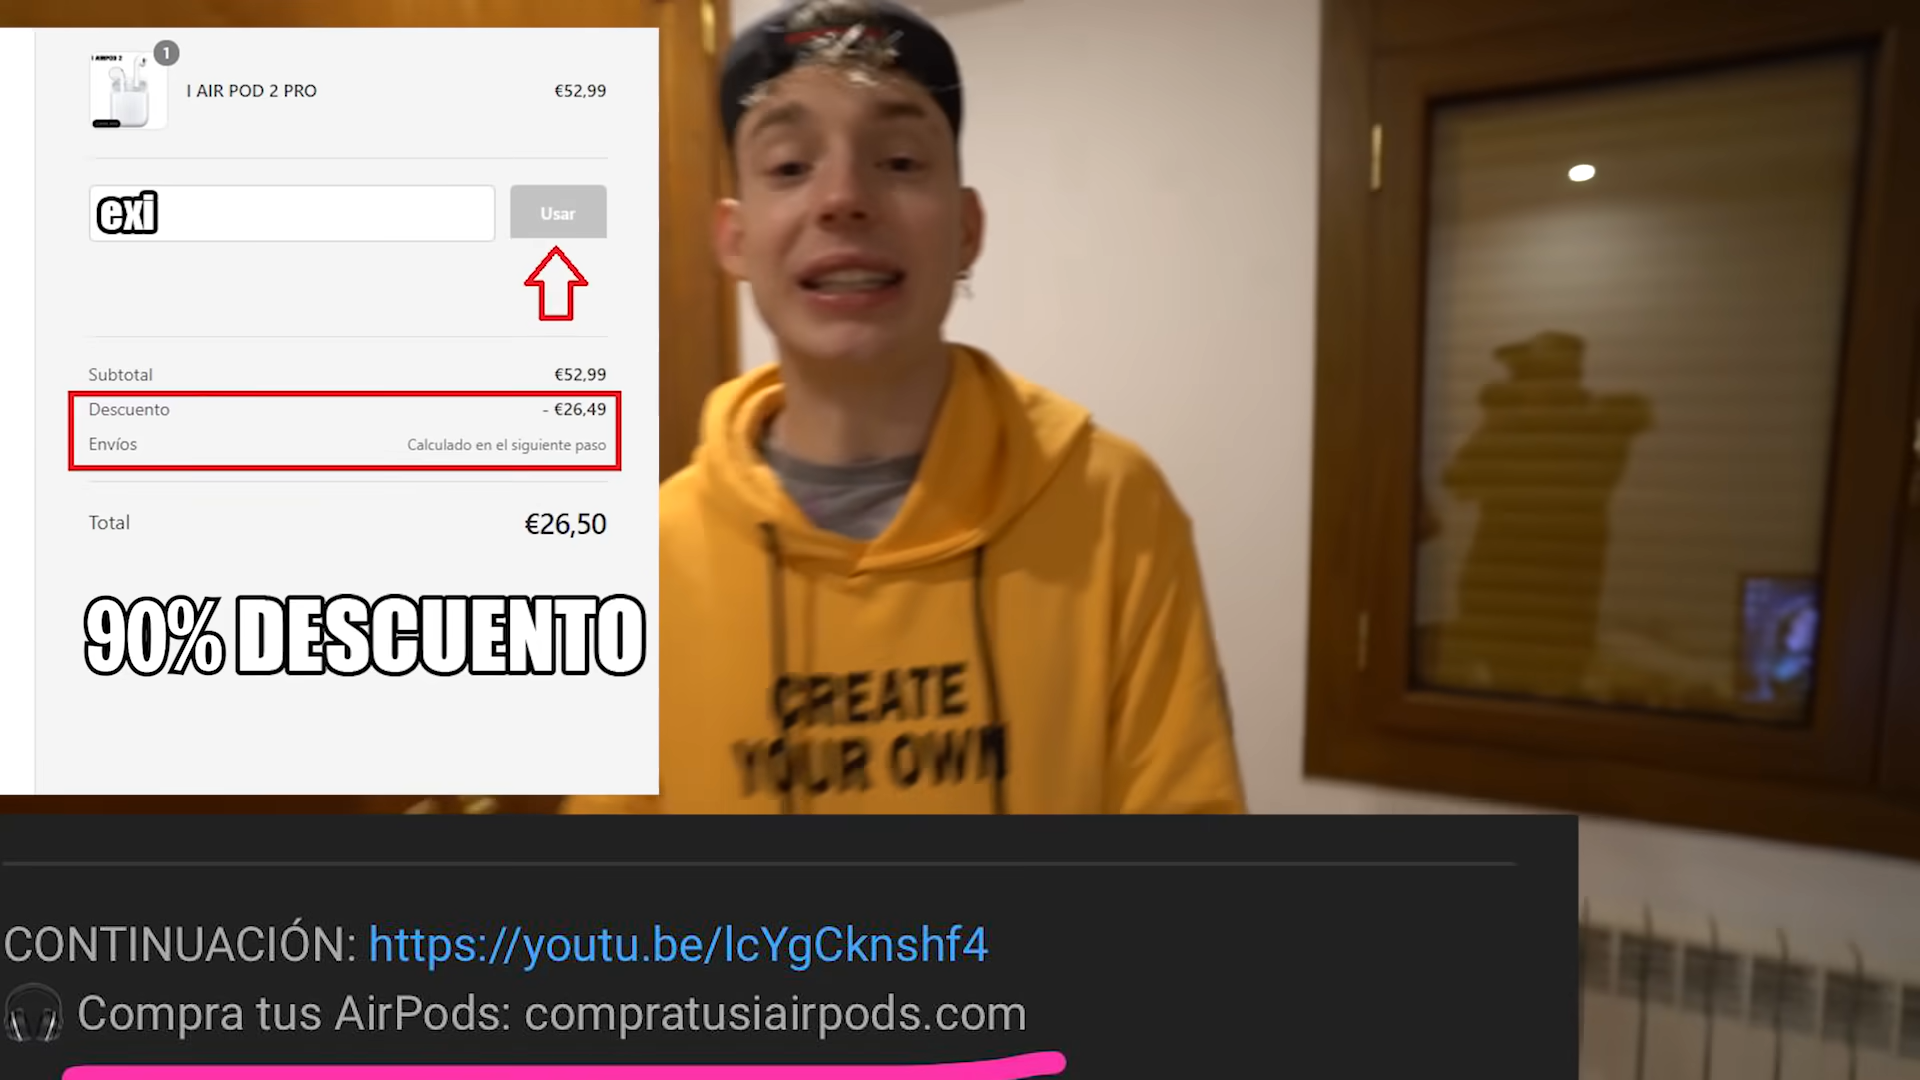 I AIRPOD 2
1
I AIR POD 2 PRO
€52,99
exi
Usar
Subtotal
€52,99
Descuento
- €26,49
Envíos
Calculado en el siguiente paso
Total
€26,50
90% DESCUENTO
CREATE
YOUR OWN
CONTINUACIÓN: https://youtu.be/lcYgCknshf4
Compra tus AirPods: compratusiairpods.com